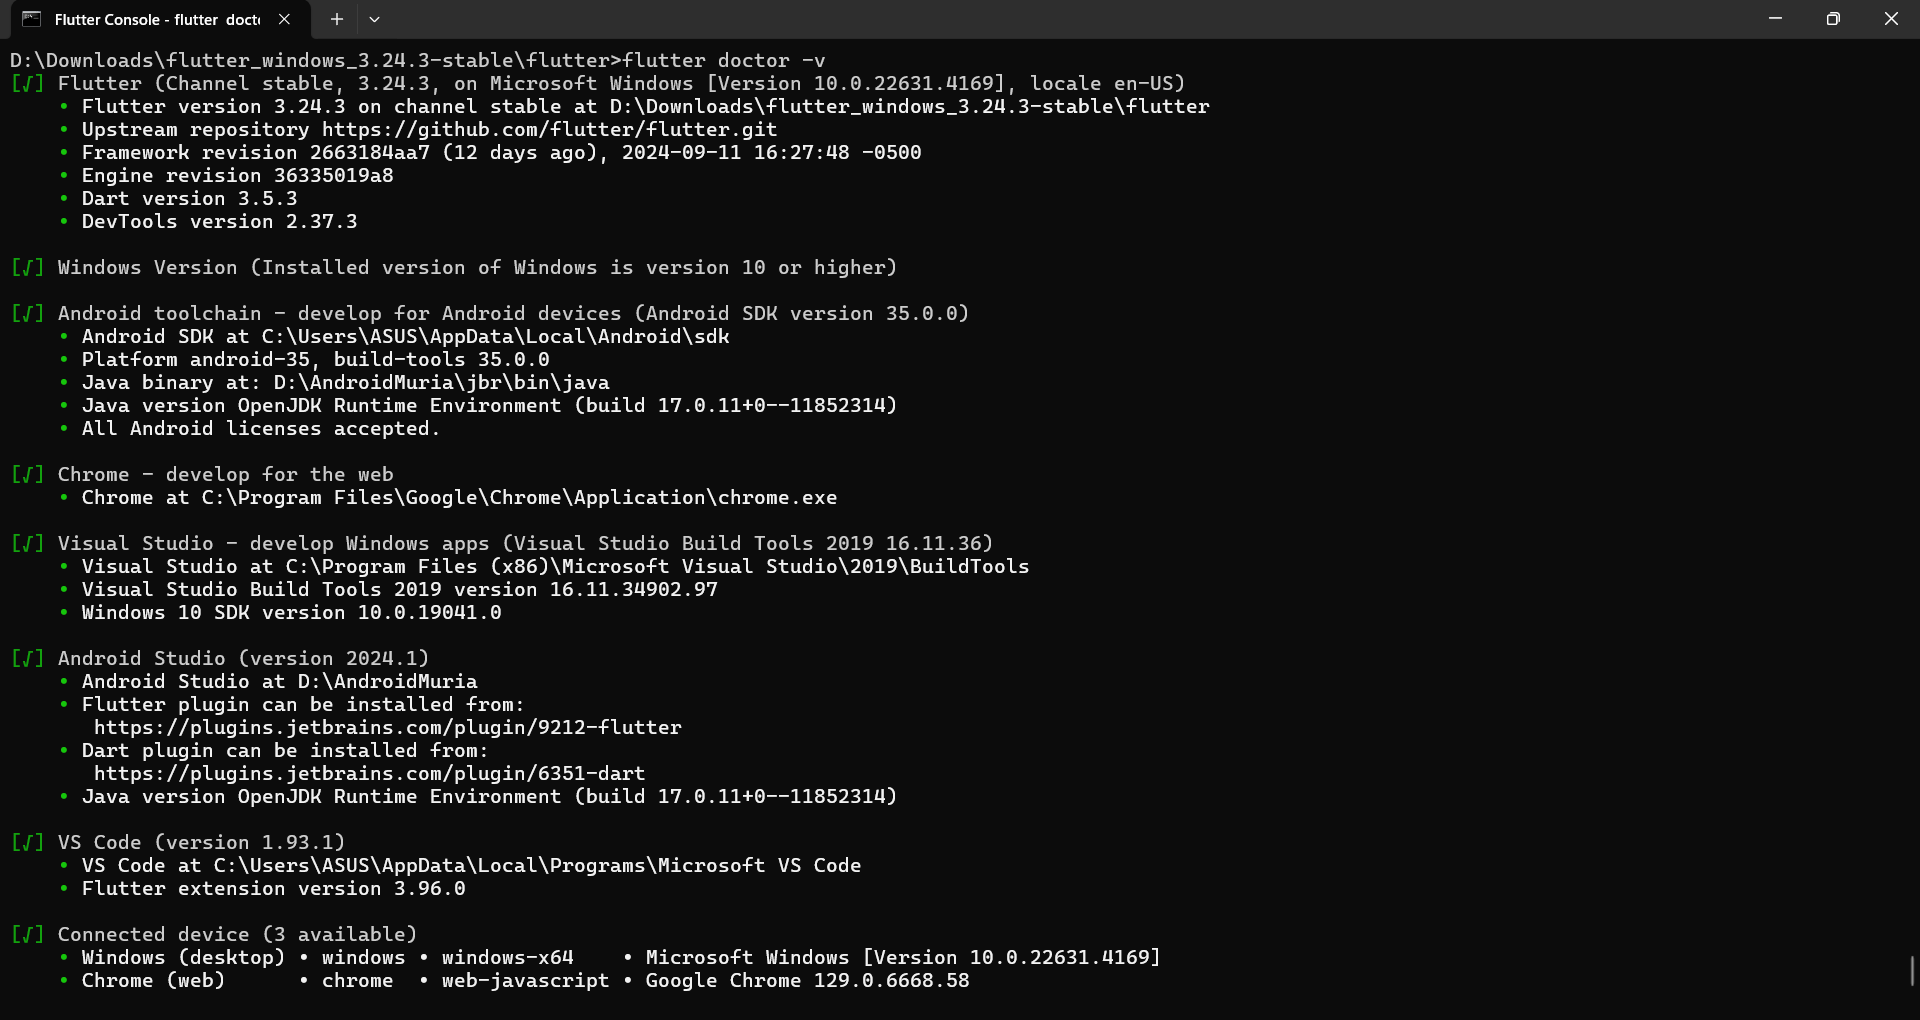 Flutter Console - flutter  docto
D:\Downloads\flutter_windows_3.24.3-stable\flutter>flutter doctor -v
[√] Flutter (Channel stable, 3.24.3, on Microsoft Windows [Version 10.0.22631.4169], locale en-US)
• Flutter version 3.24.3 on channel stable at D:\Downloads\flutter_windows_3.24.3-stable\flutter
• Upstream repository https://github.com/flutter/flutter.git
• Framework revision 2663184aa7 (12 days ago), 2024-09-11 16:27:48 -0500
• Engine revision 36335019a8
• Dart version 3.5.3
• DevTools version 2.37.3
[√] Windows Version (Installed version of Windows is version 10 or higher)
[√] Android toolchain - develop for Android devices (Android SDK version 35.0.0)
• Android SDK at C:\Users\ASUS\AppData\Local\Android\sdk
• Platform android-35, build-tools 35.0.0
• Java binary at: D:\AndroidMuria\jbr\bin\java
• Java version OpenJDK Runtime Environment (build 17.0.11+0--11852314)
• All Android licenses accepted.
[√] Chrome - develop for the web
• Chrome at C:\Program Files\Google\Chrome\Application\chrome.exe
[√] Visual Studio - develop Windows apps (Visual Studio Build Tools 2019 16.11.36)
• Visual Studio at C:\Program Files (x86)\Microsoft Visual Studio\2019\BuildTools
• Visual Studio Build Tools 2019 version 16.11.34902.97
• Windows 10 SDK version 10.0.19041.0
[√] Android Studio (version 2024.1)
• Android Studio at D:\AndroidMuria
• Flutter plugin can be installed from:
https://plugins.jetbrains.com/plugin/9212-flutter
• Dart plugin can be installed from:
https://plugins.jetbrains.com/plugin/6351-dart
• Java version OpenJDK Runtime Environment (build 17.0.11+0--11852314)
[√] VS Code (version 1.93.1)
• VS Code at C:\Users\ASUS\AppData\Local\Programs\Microsoft VS Code
• Flutter extension version 3.96.0
[√] Connected device (3 available)
• Windows (desktop) • windows • windows-x64    • Microsoft Windows [Version 10.0.22631.4169]
• Chrome (web)      • chrome  • web-javascript • Google Chrome 129.0.6668.58